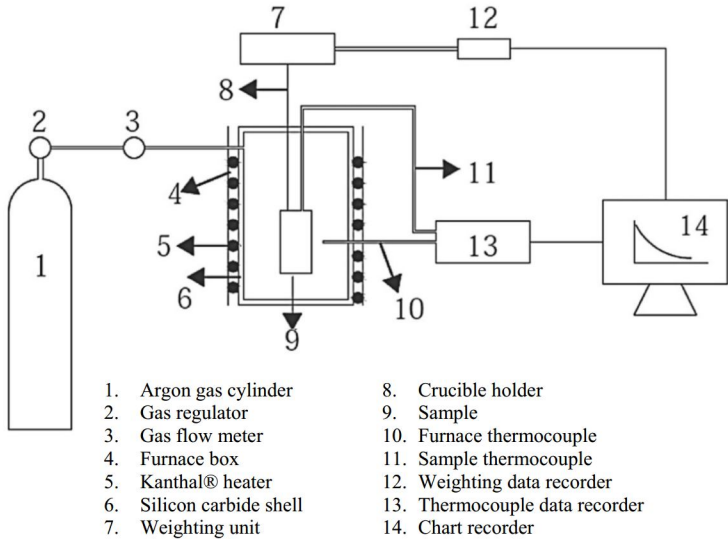 7
12
8
2
3
4
11
14
1
5
13
6
10
9
1. Argon gas cylinder
2. Gas regulator
3. Gas flow meter
4. Furnace box
5. Kanthal® heater
6. Silicon carbide shell
7. Weighting unit
8. Crucible holder
9. Sample
10. Furnace thermocouple
11. Sample thermocouple
12. Weighting data recorder
13. Thermocouple data recorder
14. Chart recorder